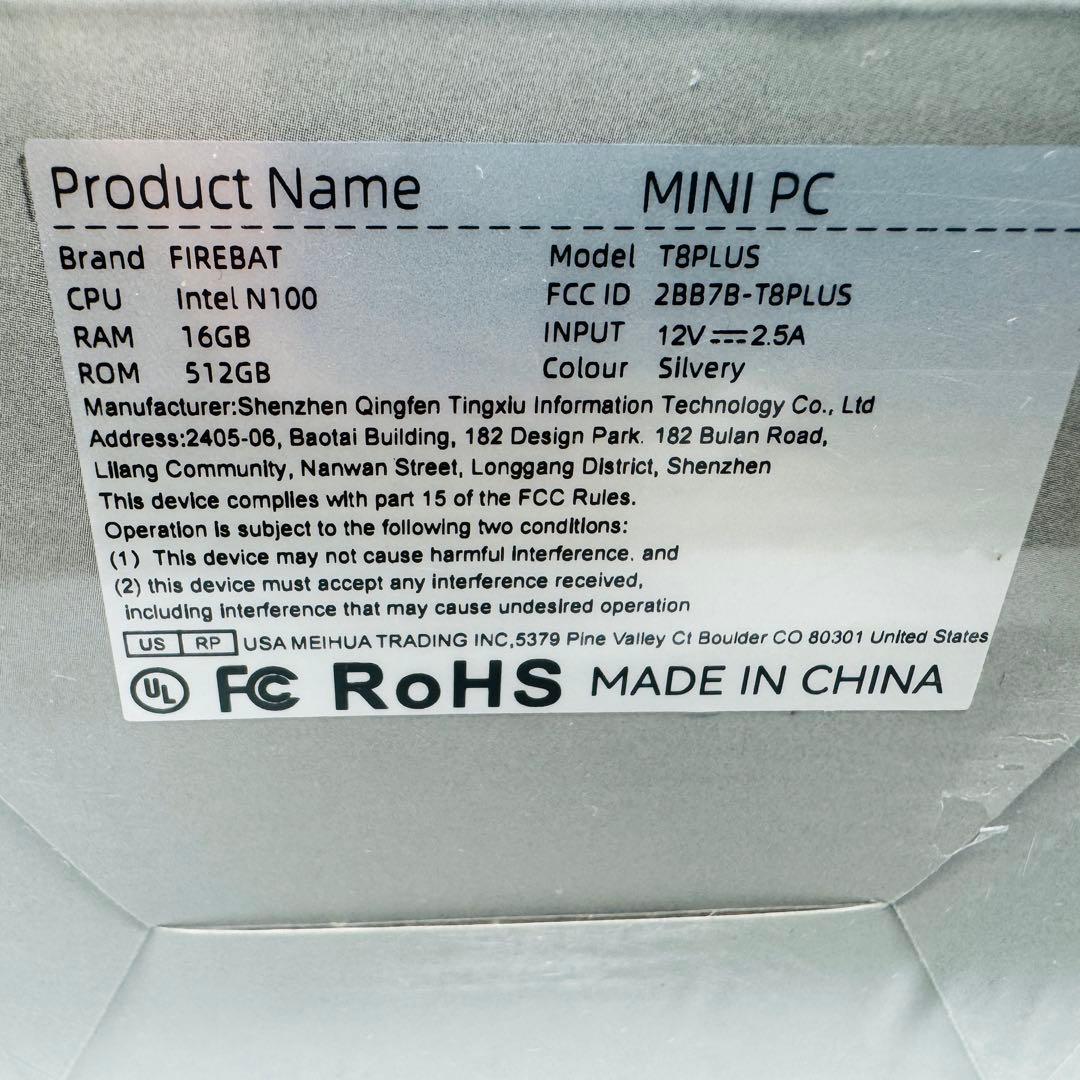 Product Name MINI PC
Brand FIREBAT Model T8PLUS
CPU Intel N100 FCC ID 2BB7B-T8PLUS
RAM 16GB INPUT 12V⎓2.5A
ROM 512GB Colour Silvery
Manufacturer:Shenzhen Qingfen Tingxiu Information Technology Co., Ltd
Address:2405-06, Baotai Building, 182 Design Park. 182 Bulan Road,
Lilang Community, Nanwan Street, Longgang District, Shenzhen
This device complies with part 15 of the FCC Rules.
Operation is subject to the following two conditions:
(1) This device may not cause harmful interference. and
(2) this device must accept any interference received,
including interference that may cause undesired operation
US RP USA MEIHUA TRADING INC,5379 Pine Valley Ct Boulder CO 80301 United States
UL FC RoHS MADE IN CHINA